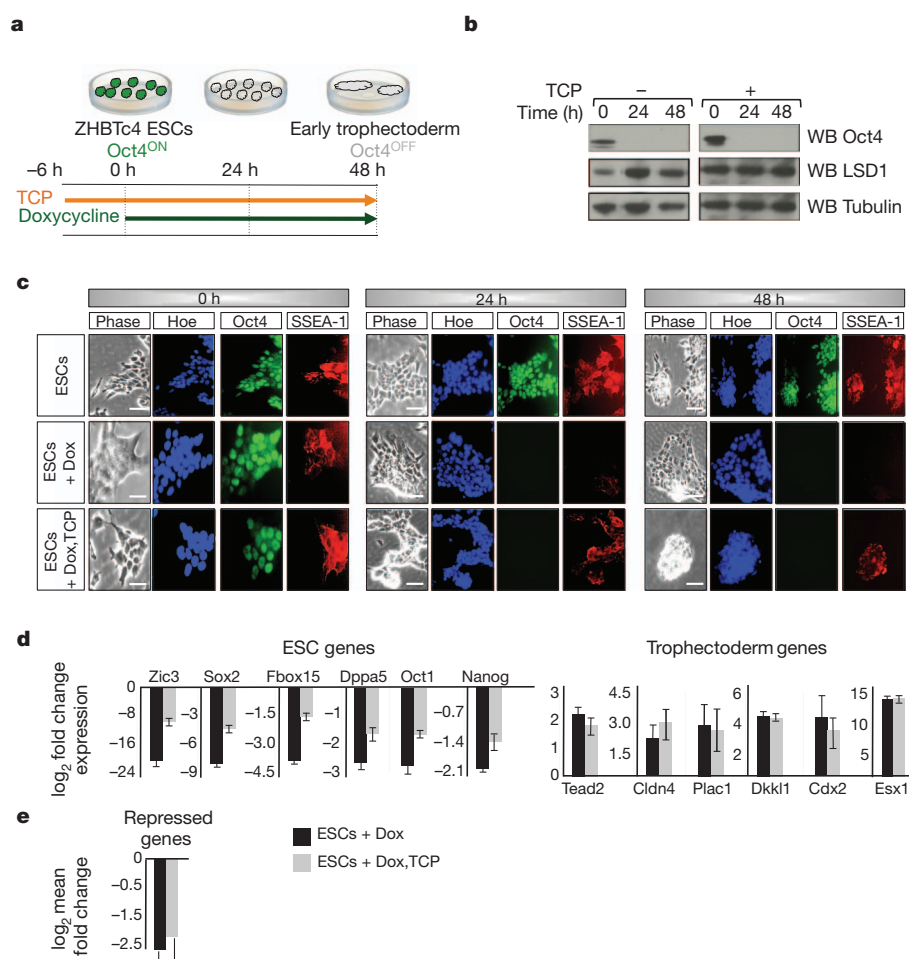 a
ZHBTc4 ESCs
Oct4ON
Early trophectoderm
Oct4OFF
–6 h 0 h 24 h 48 h
TCP
Doxycycline
b
TCP – +
Time (h) 0 24 48 0 24 48
WB Oct4
WB LSD1
WB Tubulin
c
0 h 24 h 48 h
Phase Hoe Oct4 SSEA-1 Phase Hoe Oct4 SSEA-1 Phase Hoe Oct4 SSEA-1
ESCs
ESCs + Dox
ESCs + Dox,TCP
d
ESC genes
Zic3 Sox2 Fbox15 Dppa5 Oct1 Nanog
log2 fold change expression
0 –8 –16 –24
–3 –6 –9
–1.5 –3.0 –4.5
–1 –2 –3
–0.7 –1.4 –2.1
Trophectoderm genes
3 2 1 0
4.5 3.0 1.5
6 4 2
15 10 5 0
Tead2 Cldn4 Plac1 Dkkl1 Cdx2 Esx1
e
Repressed genes
log2 mean fold change
0 –0.5 –1.5 –2.5
ESCs + Dox
ESCs + Dox,TCP